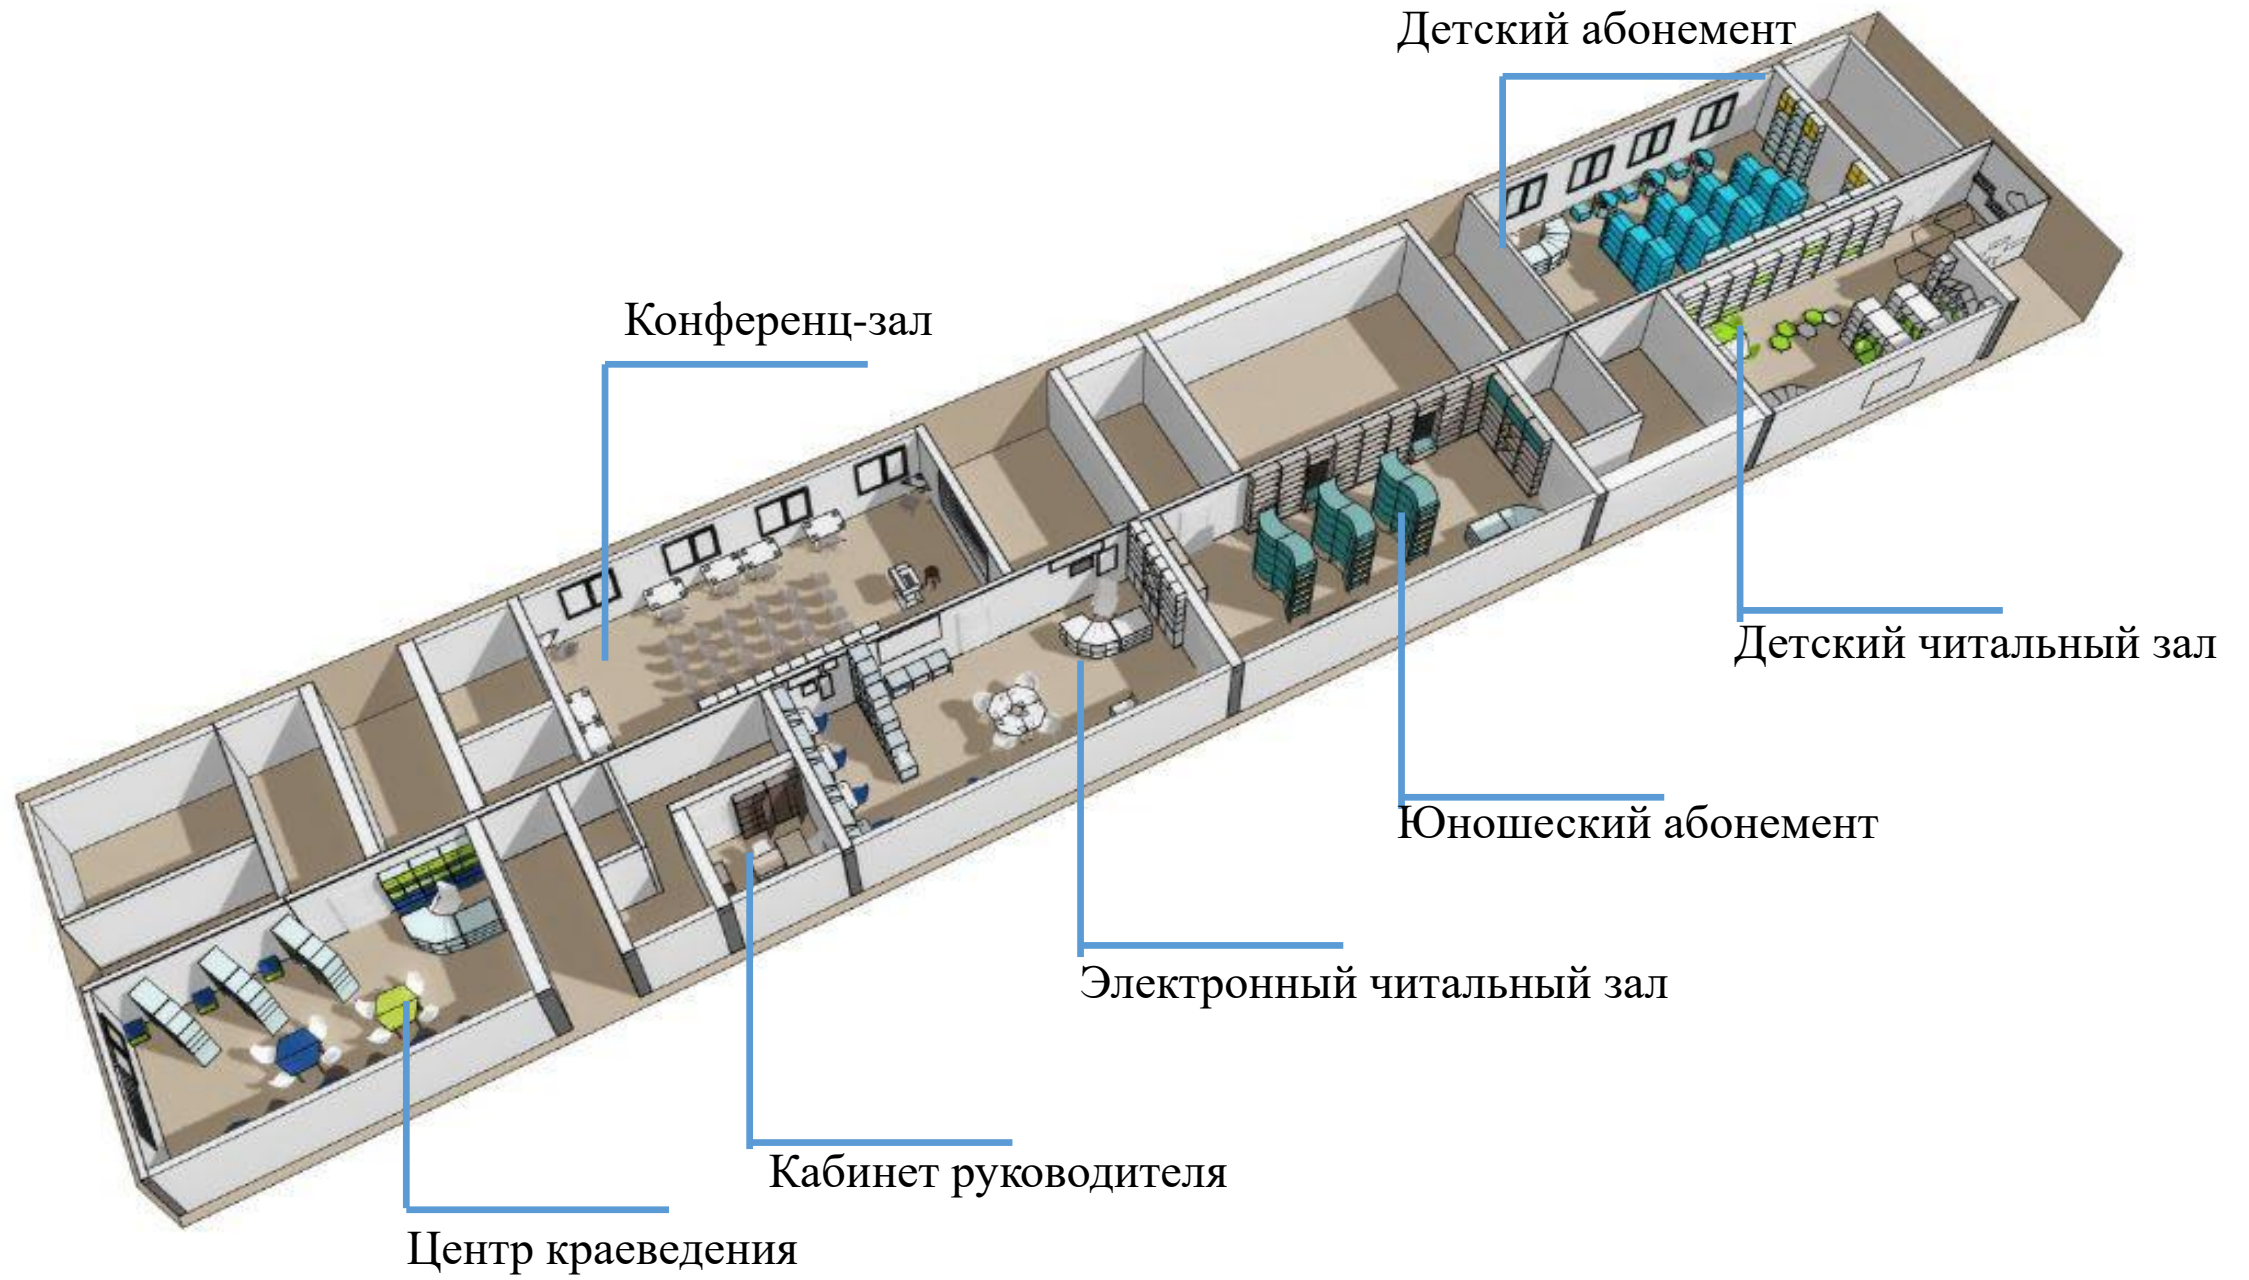 Детский абонемент
Конференц-зал
Детский читальный зал
Юношеский абонемент
Электронный читальный зал
Кабинет руководителя
Центр краеведения